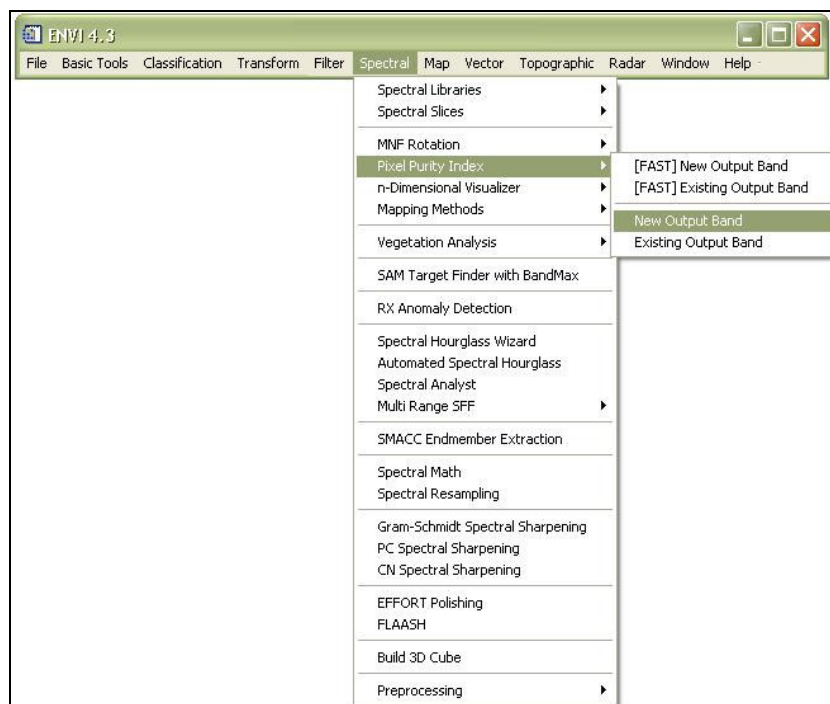 ENVI 4.3
File Basic Tools Classification Transform Filter Spectral Map Vector Topographic Radar Window Help
Spectral Libraries
Spectral Slices
MNF Rotation
Pixel Purity Index
n-Dimensional Visualizer
Mapping Methods
Vegetation Analysis
SAM Target Finder with BandMax
RX Anomaly Detection
Spectral Hourglass Wizard
Automated Spectral Hourglass
Spectral Analyst
Multi Range SFF
SMACC Endmember Extraction
Spectral Math
Spectral Resampling
Gram-Schmidt Spectral Sharpening
PC Spectral Sharpening
CN Spectral Sharpening
EFFORT Polishing
FLAASH
Build 3D Cube
Preprocessing
[FAST] New Output Band
[FAST] Existing Output Band
New Output Band
Existing Output Band